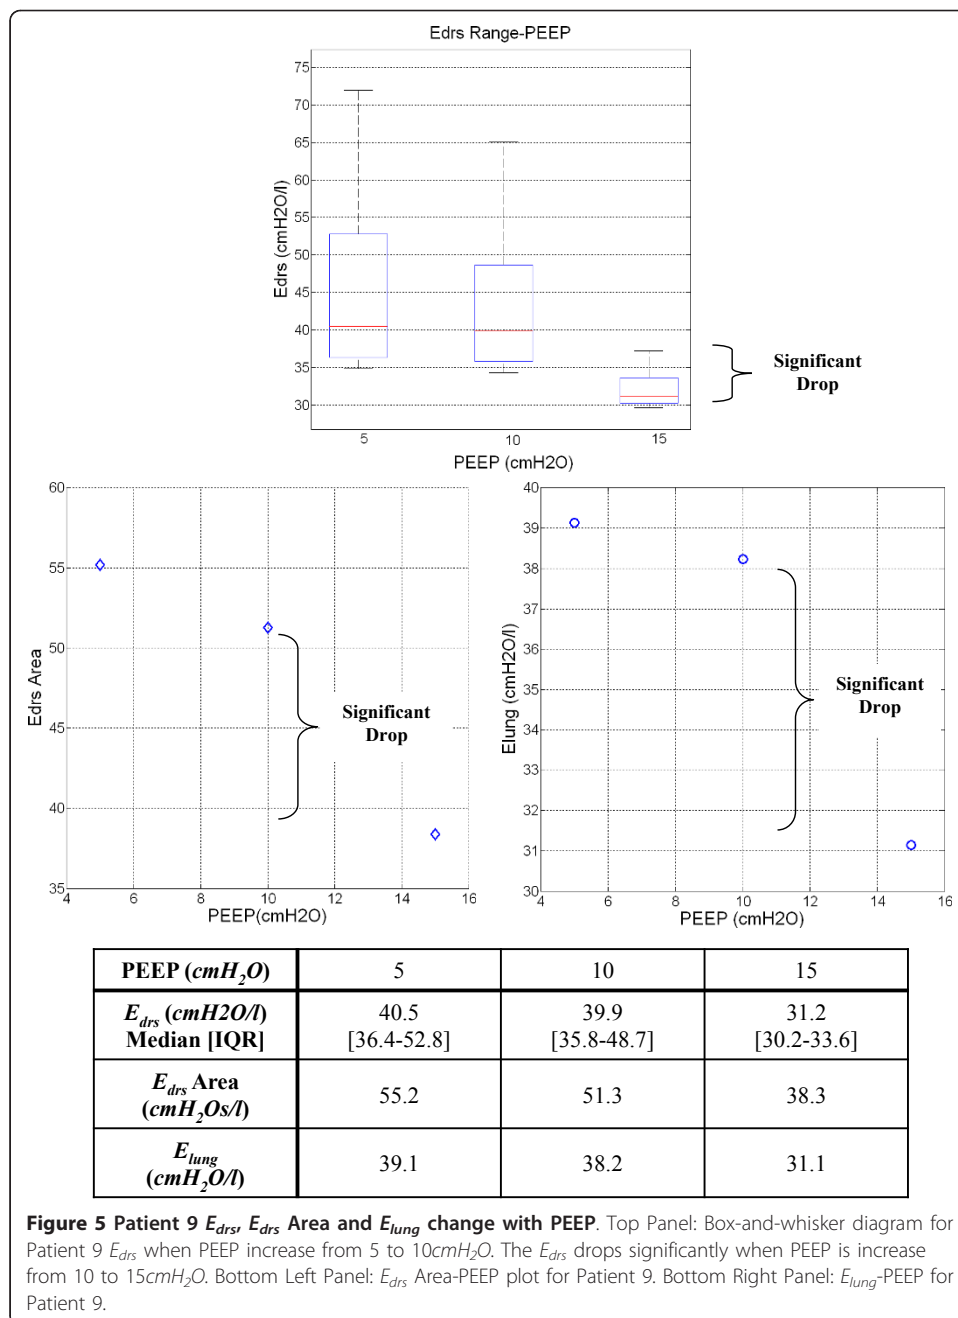 Edrs Range-PEEP
75
70
65
60
55
50
45
40
35
30
Edrs (cmH2O/l)
5 10 15
PEEP (cmH2O)
Significant
Drop
60
55
50
45
40
35
Edrs Area
4 6 8 10 12 14 16
PEEP(cmH2O)
Significant
Drop
40
39
38
37
36
35
34
33
32
31
30
Elung (cmH2O/l)
4 6 8 10 12 14 16
PEEP (cmH2O)
Significant
Drop
PEEP (cmH2O) 5 10 15
Edrs (cmH2O/l) 40.5 39.9 31.2
Median [IQR] [36.4-52.8] [35.8-48.7] [30.2-33.6]
Edrs Area
(cmH2Os/l) 55.2 51.3 38.3
Elung
(cmH2O/l) 39.1 38.2 31.1
Figure 5 Patient 9 Edrs, Edrs Area and Elung change with PEEP. Top Panel: Box-and-whisker diagram for
Patient 9 Edrs when PEEP increase from 5 to 10cmH2O. The Edrs drops significantly when PEEP is increase
from 10 to 15cmH2O. Bottom Left Panel: Edrs Area-PEEP plot for Patient 9. Bottom Right Panel: Elung-PEEP for
Patient 9.